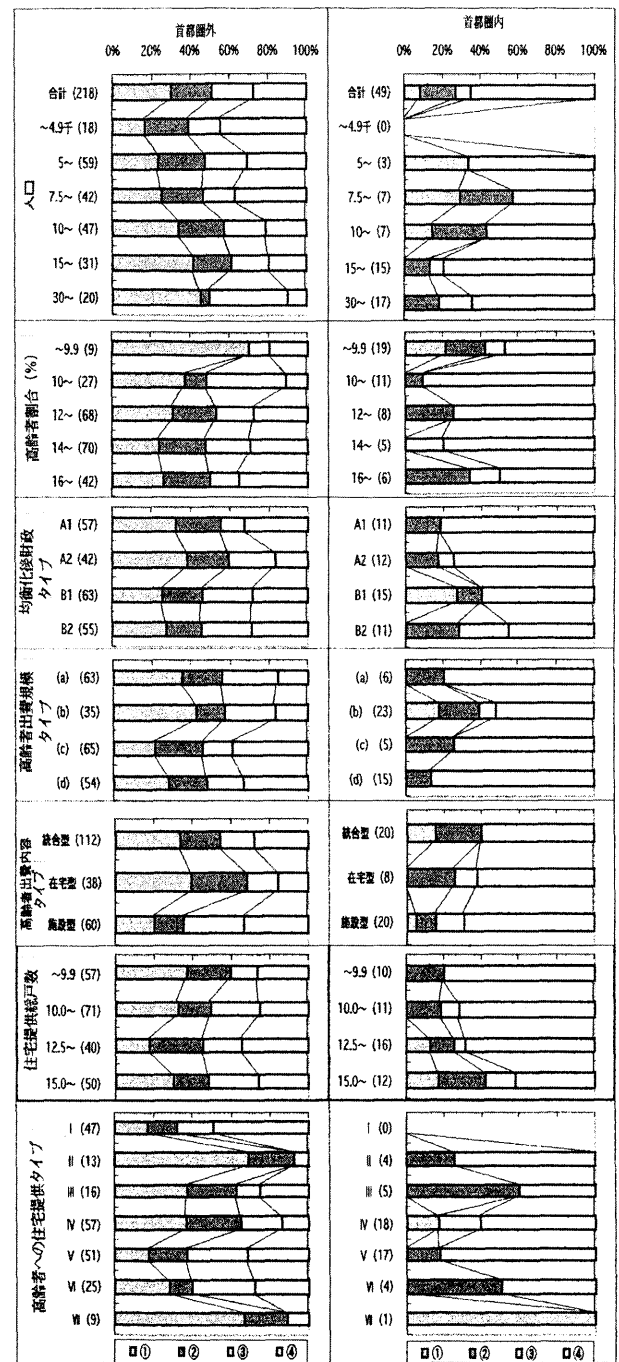 首都圏外
0% 20% 40% 60% 80% 100%
人口
合計 (218)
~4.9千 (18)
5~ (59)
7.5~ (42)
10~ (47)
15~ (31)
30~ (20)
高齢者割合 (%)
~9.9 (9)
10~ (27)
12~ (68)
14~ (70)
16~ (42)
均衡化後財政タイプ
A1 (57)
A2 (42)
B1 (63)
B2 (55)
高齢者出費規模タイプ
(a) (63)
(b) (35)
(c) (65)
(d) (54)
高齢者出費内容タイプ
統合型 (112)
在宅型 (38)
施設型 (60)
住宅提供総戸数
~9.9 (57)
10.0~ (71)
12.5~ (40)
15.0~ (50)
高齢者への住宅提供タイプ
I (47)
II (13)
III (16)
IV (57)
V (51)
VI (25)
VII (9)
① ② ③ ④
首都圏内
0% 20% 40% 60% 80% 100%
合計 (49)
~4.9千 (0)
5~ (3)
7.5~ (7)
10~ (7)
15~ (15)
30~ (17)
~9.9 (19)
10~ (11)
12~ (8)
14~ (5)
16~ (6)
A1 (11)
A2 (12)
B1 (15)
B2 (11)
(a) (6)
(b) (23)
(c) (5)
(d) (15)
統合型 (20)
在宅型 (8)
施設型 (20)
~9.9 (10)
10.0~ (11)
12.5~ (16)
15.0~ (12)
I (0)
II (4)
III (5)
IV (18)
V (17)
VI (4)
VII (1)
① ② ③ ④